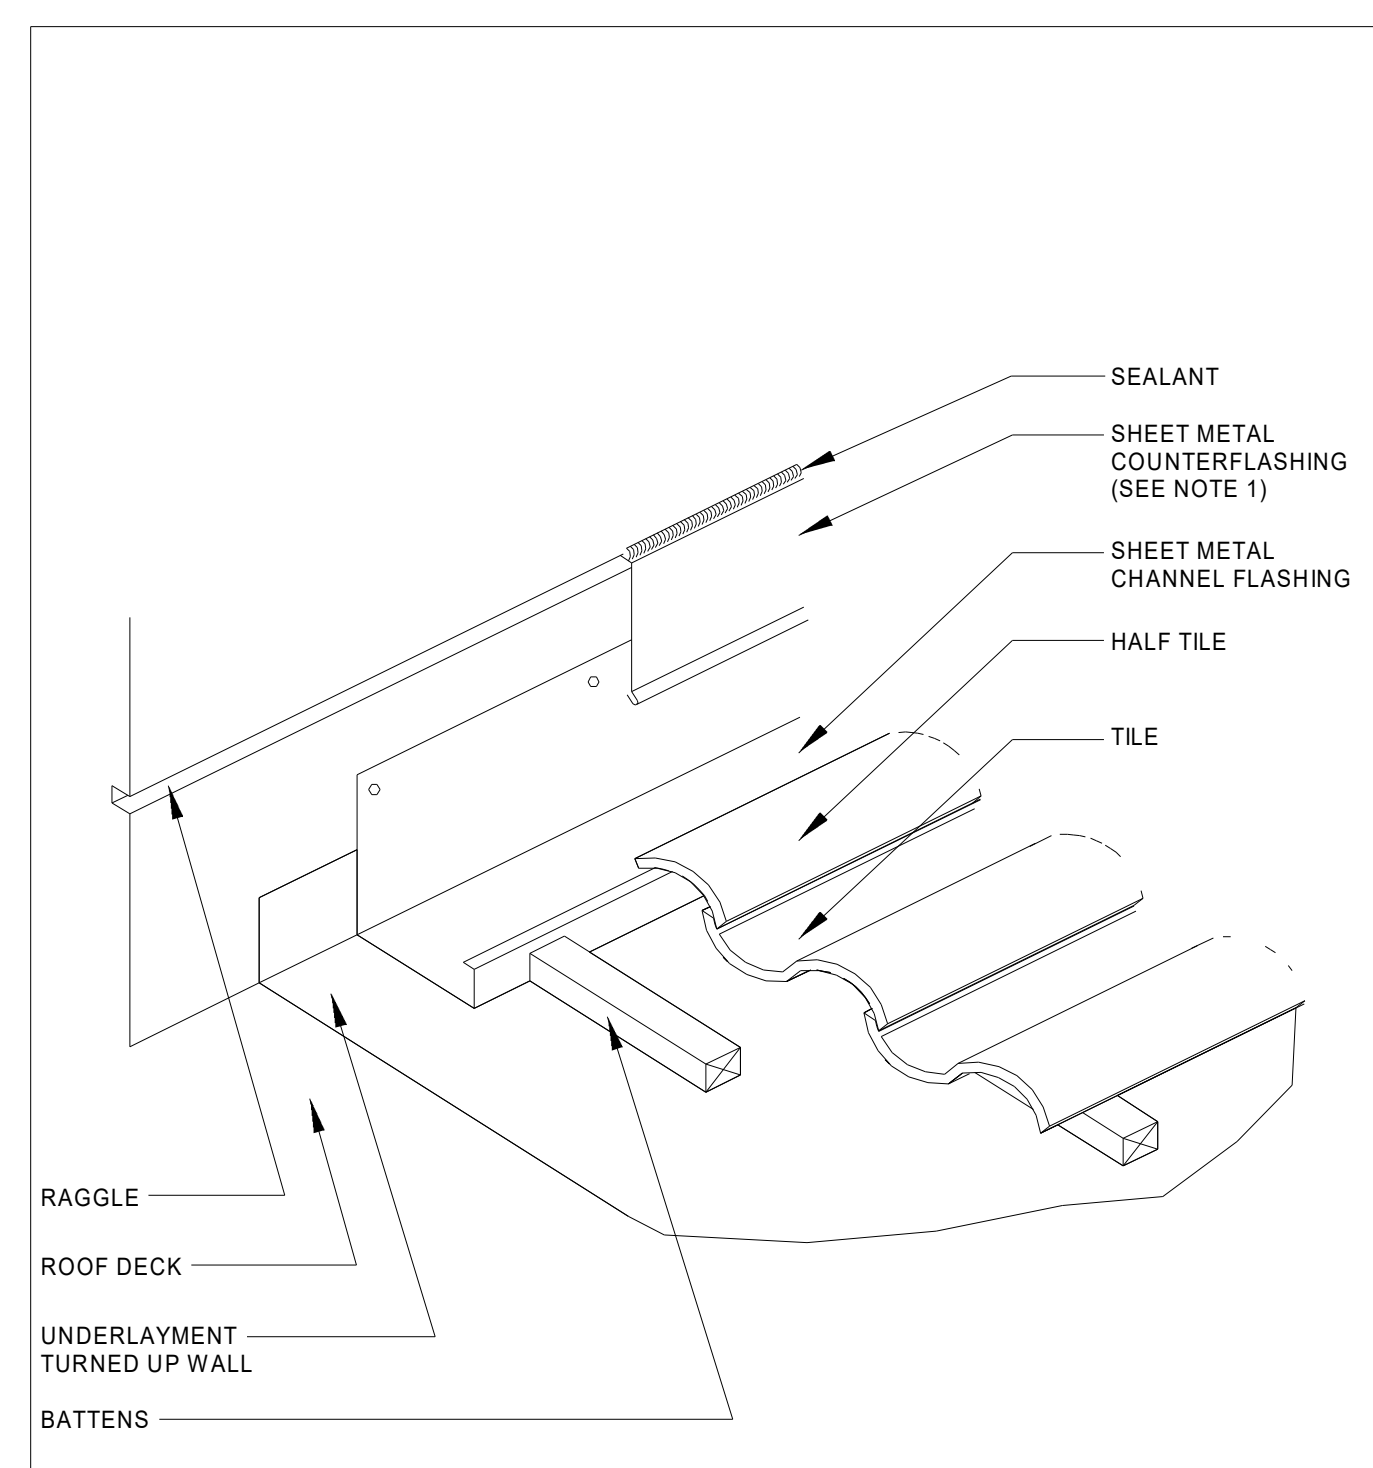 SEALANT
SHEET METAL
COUNTERFLASHING
(SEE NOTE 1)
SHEET METAL
CHANNEL FLASHING
HALF TILE
TILE
RAGGLE
ROOF DECK
UNDERLAYMENT
TURNED UP WALL
BATTENS